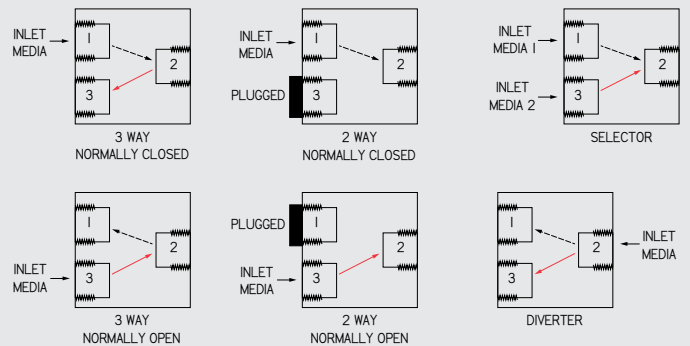 INLET
MEDIA
1
2
3
3 WAY
NORMALLY CLOSED
INLET
MEDIA
1
2
PLUGGED
3
2 WAY
NORMALLY CLOSED
INLET
MEDIA 1
1
2
INLET
MEDIA 2
3
SELECTOR
1
2
INLET
MEDIA
3
3 WAY
NORMALLY OPEN
PLUGGED
1
2
INLET
MEDIA
3
2 WAY
NORMALLY OPEN
1
2
INLET
MEDIA
3
DIVERTER